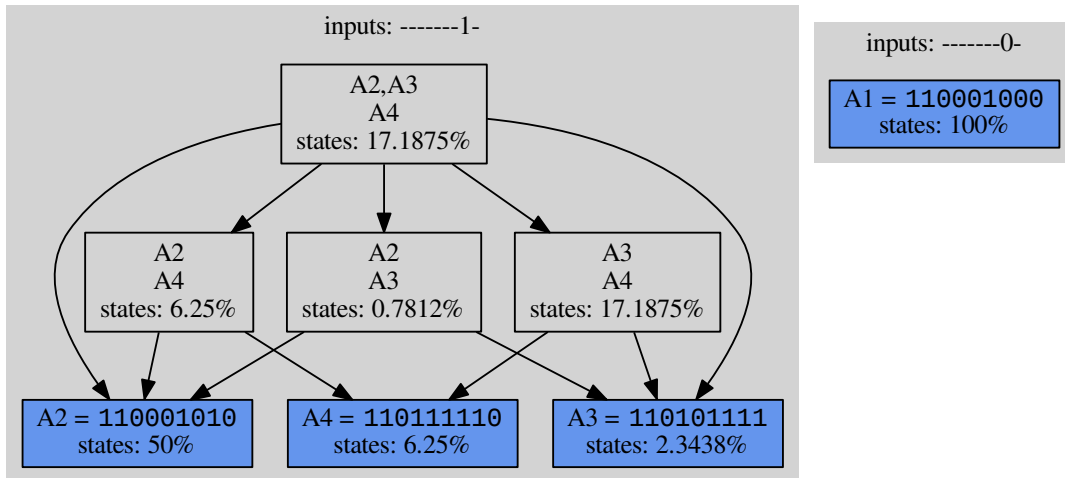 inputs: -------1-
A2,A3
A4
states: 17.1875%
A2
A4
states: 6.25%
A2
A3
states: 0.7812%
A3
A4
states: 17.1875%
A2 = 110001010
states: 50%
A4 = 110111110
states: 6.25%
A3 = 110101111
states: 2.3438%
inputs: -------0-
A1 = 110001000
states: 100%